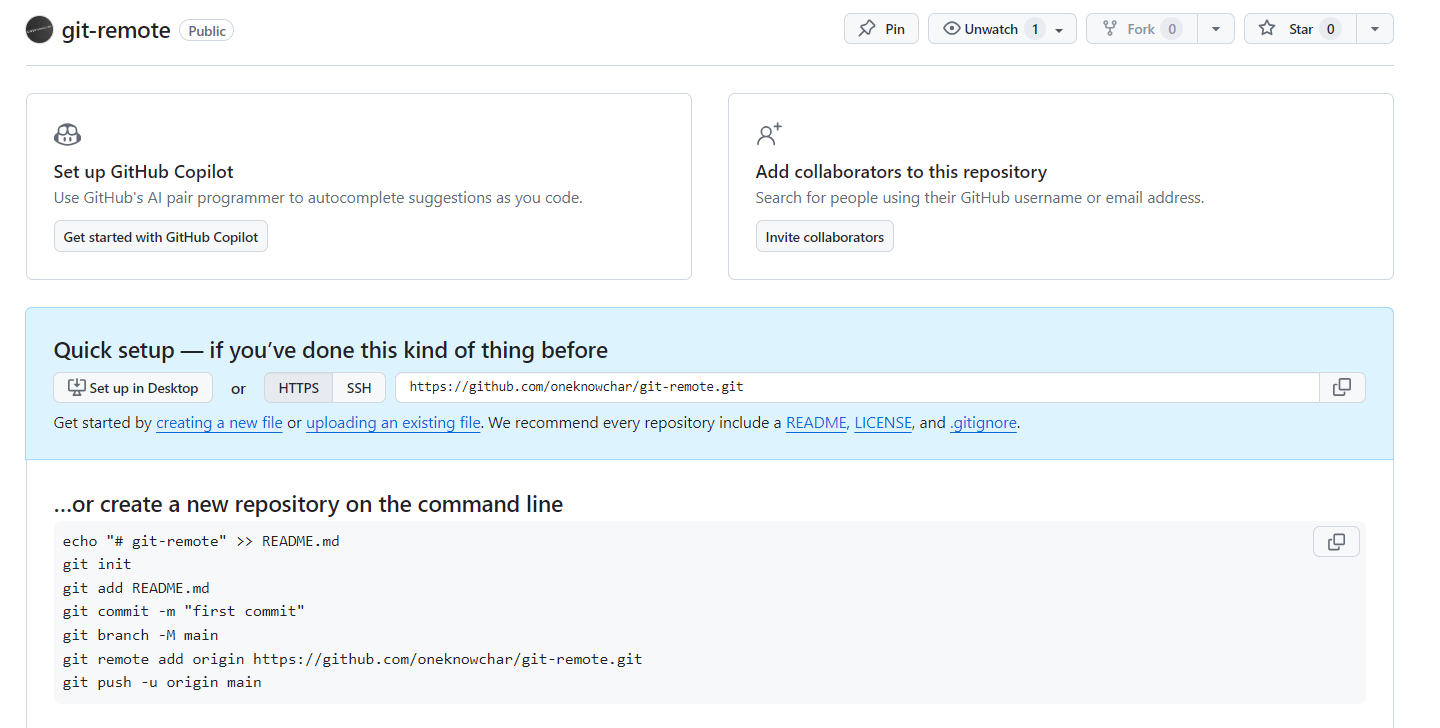 git-remote Public Pin Unwatch 1 Fork 0 Star 0
Set up GitHub Copilot
Use GitHub's AI pair programmer to autocomplete suggestions as you code.
Get started with GitHub Copilot
Add collaborators to this repository
Search for people using their GitHub username or email address.
Invite collaborators
Quick setup — if you’ve done this kind of thing before
Set up in Desktop or HTTPS SSH https://github.com/oneknowchar/git-remote.git
Get started by creating a new file or uploading an existing file. We recommend every repository include a README, LICENSE, and .gitignore.
…or create a new repository on the command line
echo "# git-remote" >> README.md
git init
git add README.md
git commit -m "first commit"
git branch -M main
git remote add origin https://github.com/oneknowchar/git-remote.git
git push -u origin main